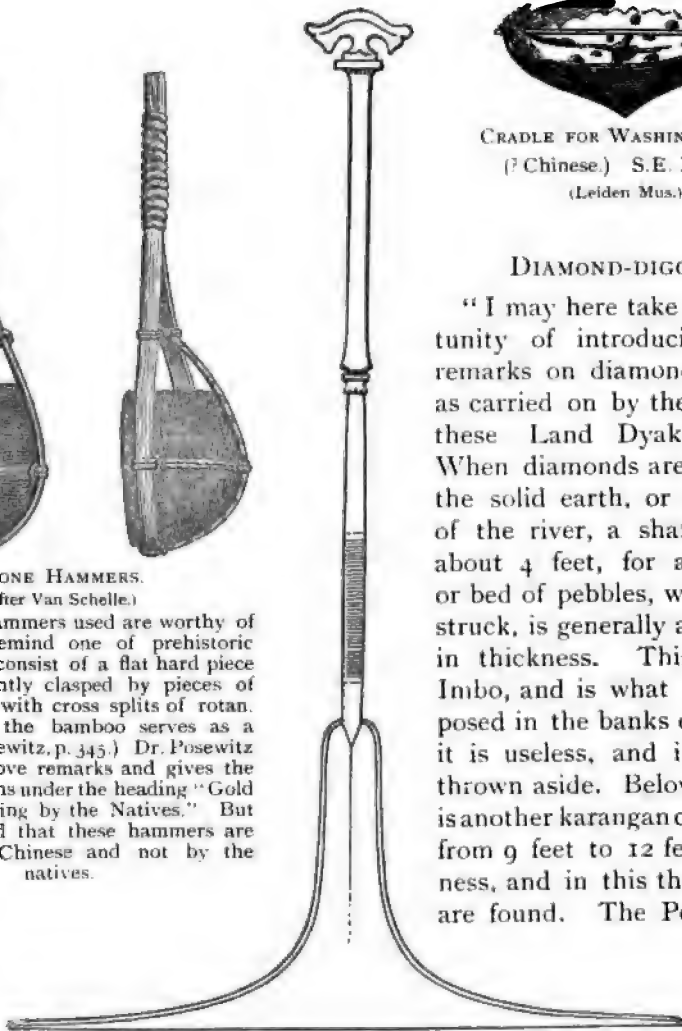 ONE HAMMERS.
fter Van Schelle.)
ammers used are worthy of
emind one of prehistoric
consist of a flat hard piece
ntly clasped by pieces of
with cross splits of rotan.
the bamboo serves as a
ewitz, p. 345.) Dr. Posewitz
ove remarks and gives the
ns under the heading "Gold
ing by the Natives." But
d that these hammers are
Chinese and not by the
natives.
CRADLE FOR WASHIN
(? Chinese.) S.E.
(Leiden Mus.)
DIAMOND-DIGG
"I may here take
tunity of introduci
remarks on diamon
as carried on by the
these Land Dyak
When diamonds are
the solid earth, or
of the river, a sha
about 4 feet, for a
or bed of pebbles, w
struck, is generally a
in thickness. Thi
Imbo, and is what
posed in the banks o
it is useless, and i
thrown aside. Belo
is another karangan o
from 9 feet to 12 fe
ness, and in this th
are found. The Pe